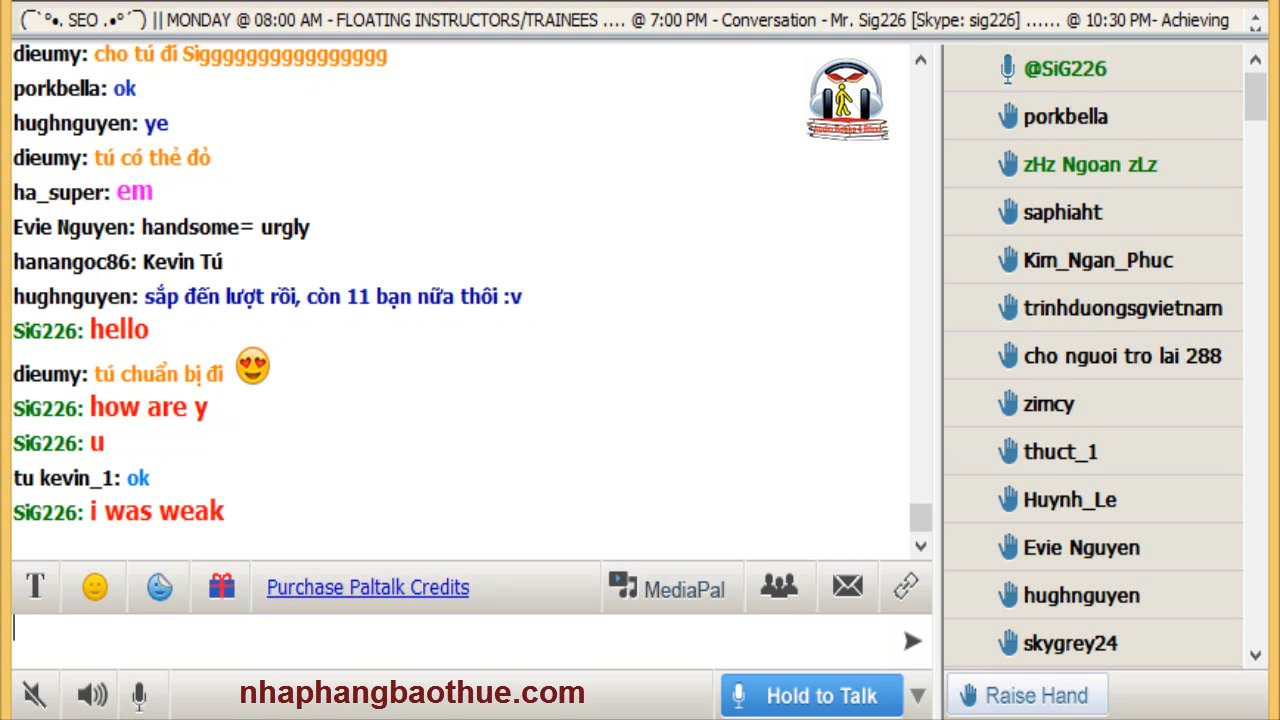 (¯`°•. SEO .•°´¯) || MONDAY @ 08:00 AM - FLOATING INSTRUCTORS/TRAINEES .... @ 7:00 PM - Conversation - Mr. Sig226 [Skype: sig226] ...... @ 10:30 PM- Achieving
dieumy: cho tú đi Sigggggggggggggggg
porkbella: ok
hughnguyen: ye
dieumy: tú có thẻ đỏ
ha_super: em
Evie Nguyen: handsome= urgly
hanangoc86: Kevin Tú
hughnguyen: sắp đến lượt rồi, còn 11 bạn nữa thôi :v
SiG226: hello
dieumy: tú chuẩn bị đi
SiG226: how are y
SiG226: u
tu kevin_1: ok
SiG226: i was weak
Audio Books 4 Blind
@SiG226
porkbella
zHz Ngoan zLz
saphiaht
Kim_Ngan_Phuc
trinhduongsgvietnam
cho nguoi tro lai 288
zimcy
thuct_1
Huynh_Le
Evie Nguyen
hughnguyen
skygrey24
T
Purchase Paltalk Credits
MediaPal
nhaphangbaothue.com
Hold to Talk
Raise Hand